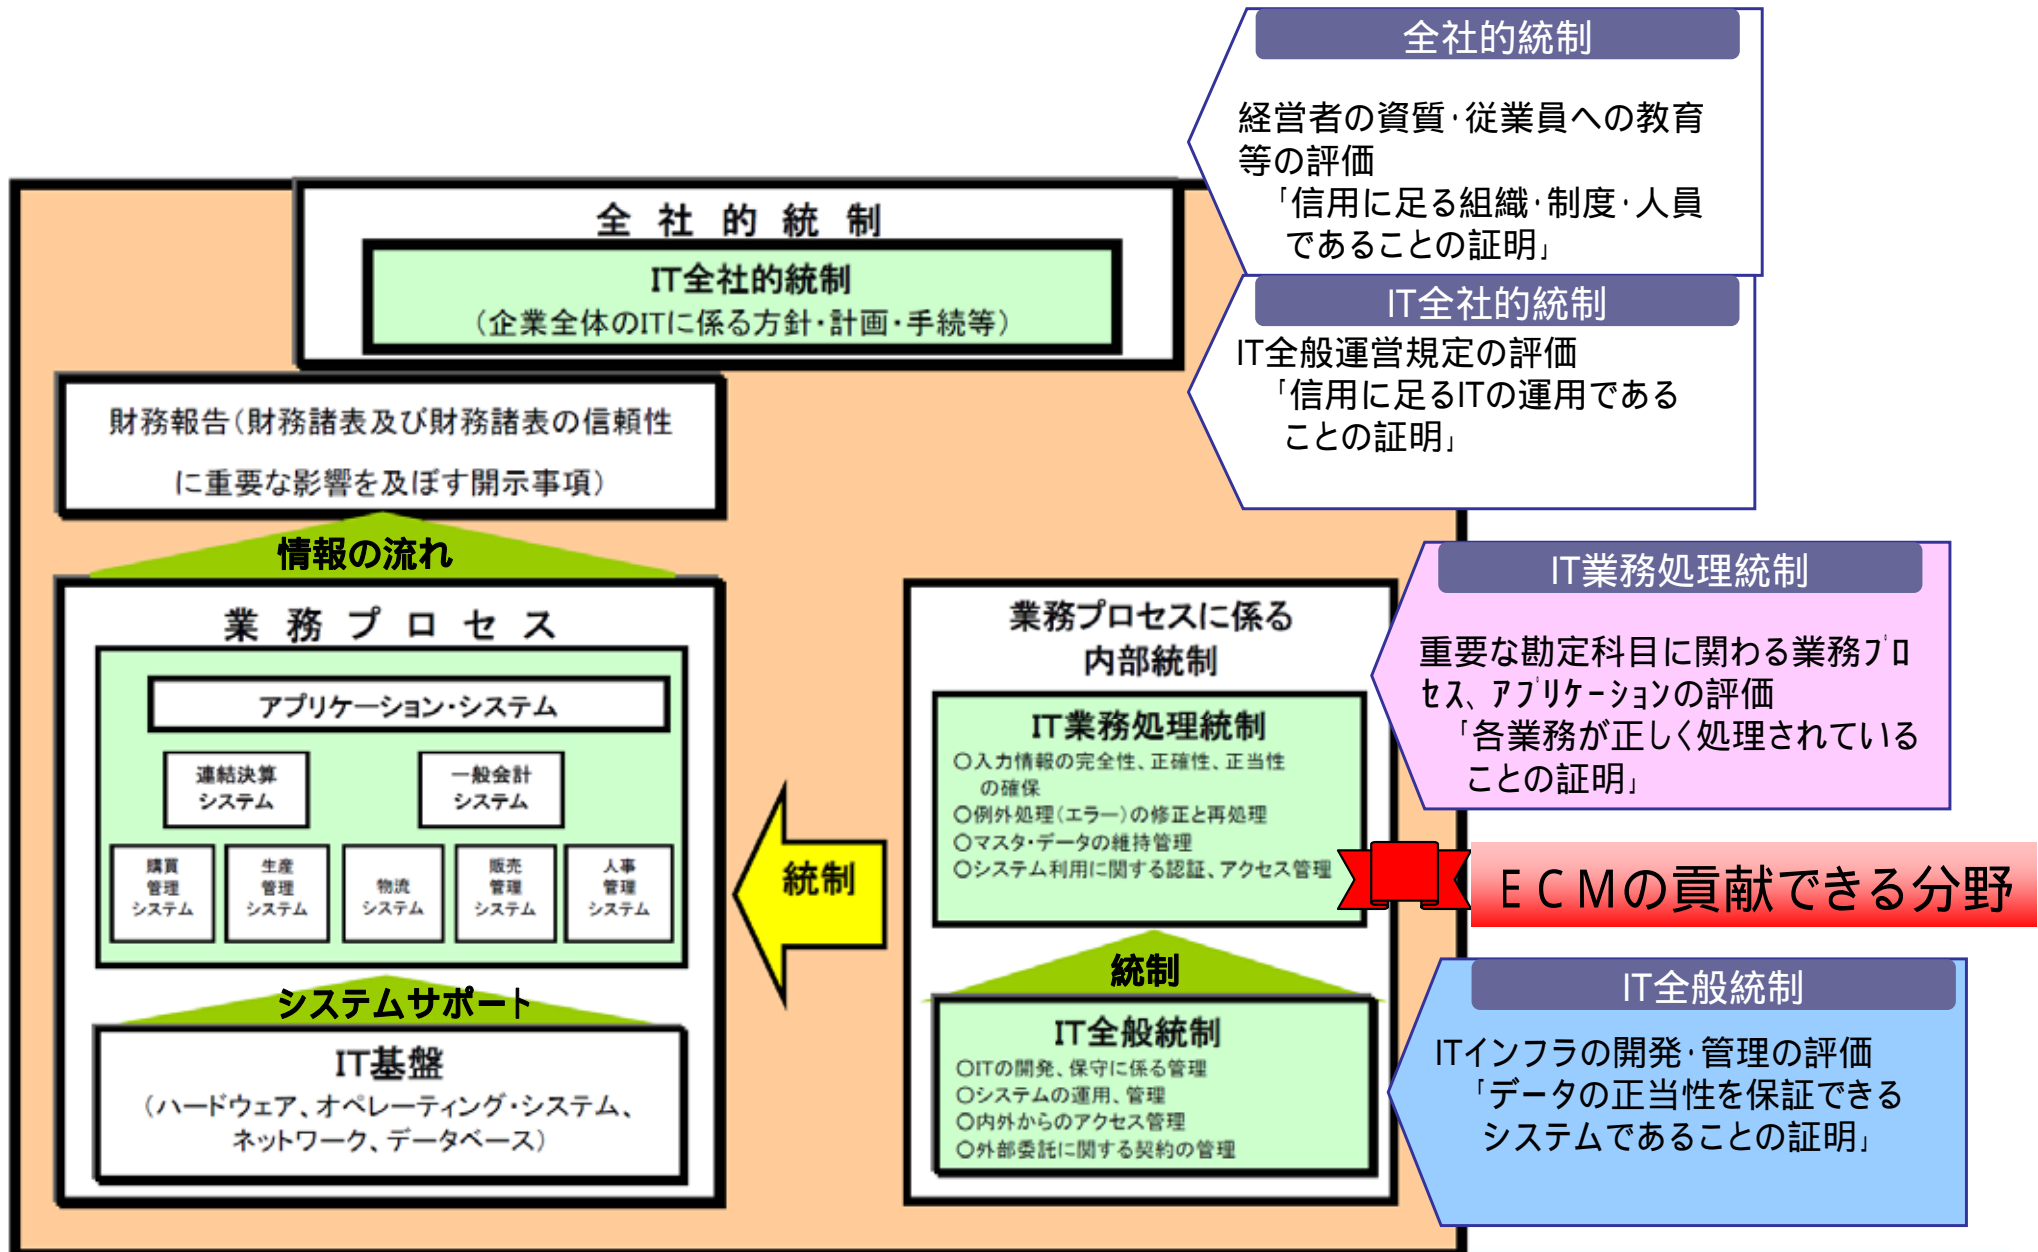 全社的統制
経営者の資質・従業員への教育
等の評価
「信用に足る組織・制度・人員
であることの証明」
IT全社的統制
IT全般運営規定の評価
「信用に足るITの運用である
ことの証明」
全社的統制
IT全社的統制
（企業全体のITに係る方針・計画・手続等）
財務報告（財務諸表及び財務諸表の信頼性
に重要な影響を及ぼす開示事項）
情報の流れ
業務プロセス
アプリケーション・システム
連結決算
システム
一般会計
システム
購買
管理
システム
生産
管理
システム
物流
システム
販売
管理
システム
人事
管理
システム
システムサポート
IT基盤
（ハードウェア、オペレーティング・システム、
ネットワーク、データベース）
統制
業務プロセスに係る
内部統制
IT業務処理統制
○入力情報の完全性、正確性、正当性
の確保
○例外処理（エラー）の修正と再処理
○マスタ・データの維持管理
○システム利用に関する認証、アクセス管理
統制
IT全般統制
○ITの開発、保守に係る管理
○システムの運用、管理
○内外からのアクセス管理
○外部委託に関する契約の管理
IT業務処理統制
重要な勘定科目に関わる業務ﾌﾟﾛ
ｾｽ、ｱﾌﾟﾘｹｰｼｮﾝの評価
「各業務が正しく処理されている
ことの証明」
ＥＣＭの貢献できる分野
IT全般統制
ITインフラの開発・管理の評価
「データの正当性を保証できる
システムであることの証明」